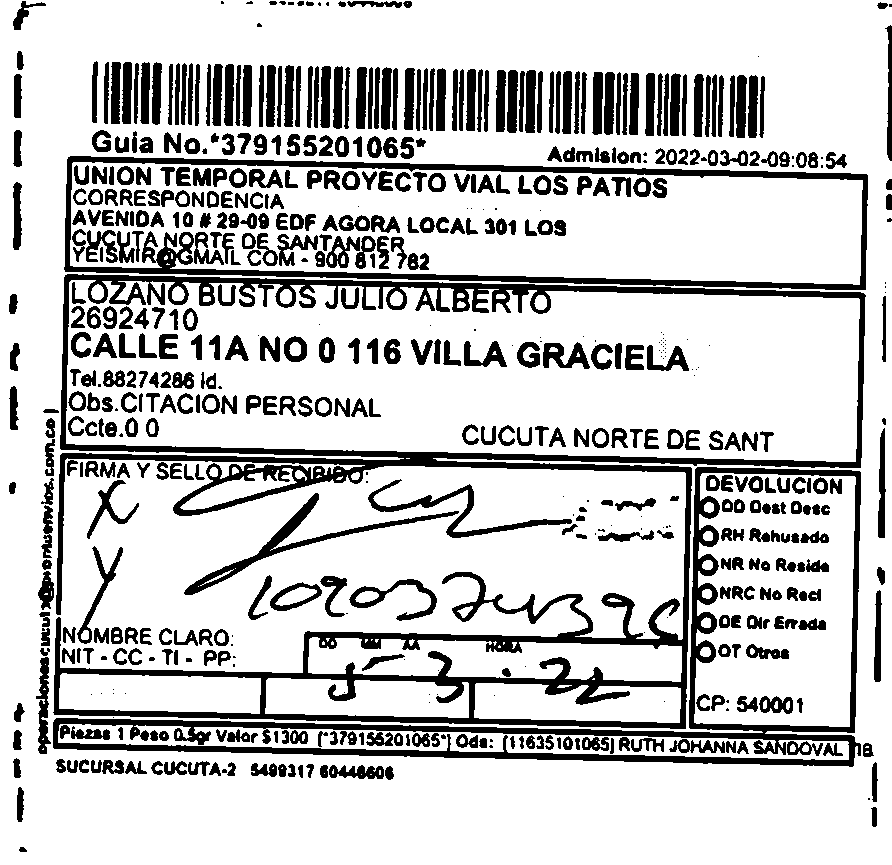 Guia No.*379155201065*
Admision: 2022-03-02-09:08:54
UNION TEMPORAL PROYECTO VIAL LOS PATIOS
CORRESPONDENCIA
AVENIDA 10 # 29-09 EDF AGORA LOCAL 301 LOS
CUCUTA NORTE DE SANTANDER
YEISMIR@GMAIL COM - 900 812 782
LOZANO BUSTOS JULIO ALBERTO
26924710
CALLE 11A NO 0 116 VILLA GRACIELA
Tel.88274286 id.
Obs.CITACION PERSONAL
Ccte.0 0
CUCUTA NORTE DE SANT
FIRMA Y SELLO DE RECIBIDO:
X
Y
NOMBRE CLARO:
NIT - CC - TI - PP:
DD MM AA HORA
5 3 . 22
DEVOLUCION
DD Dest Desc
RH Rehusado
NR No Reside
NRC No Recl
DE Dir Errada
OT Otros
CP: 540001
Piezas 1 Peso 0.5gr Valor $1300 [*379155201065*] Ods: [11635101065] RUTH JOHANNA SANDOVAL
SUCURSAL CUCUTA-2 5499317 60446606